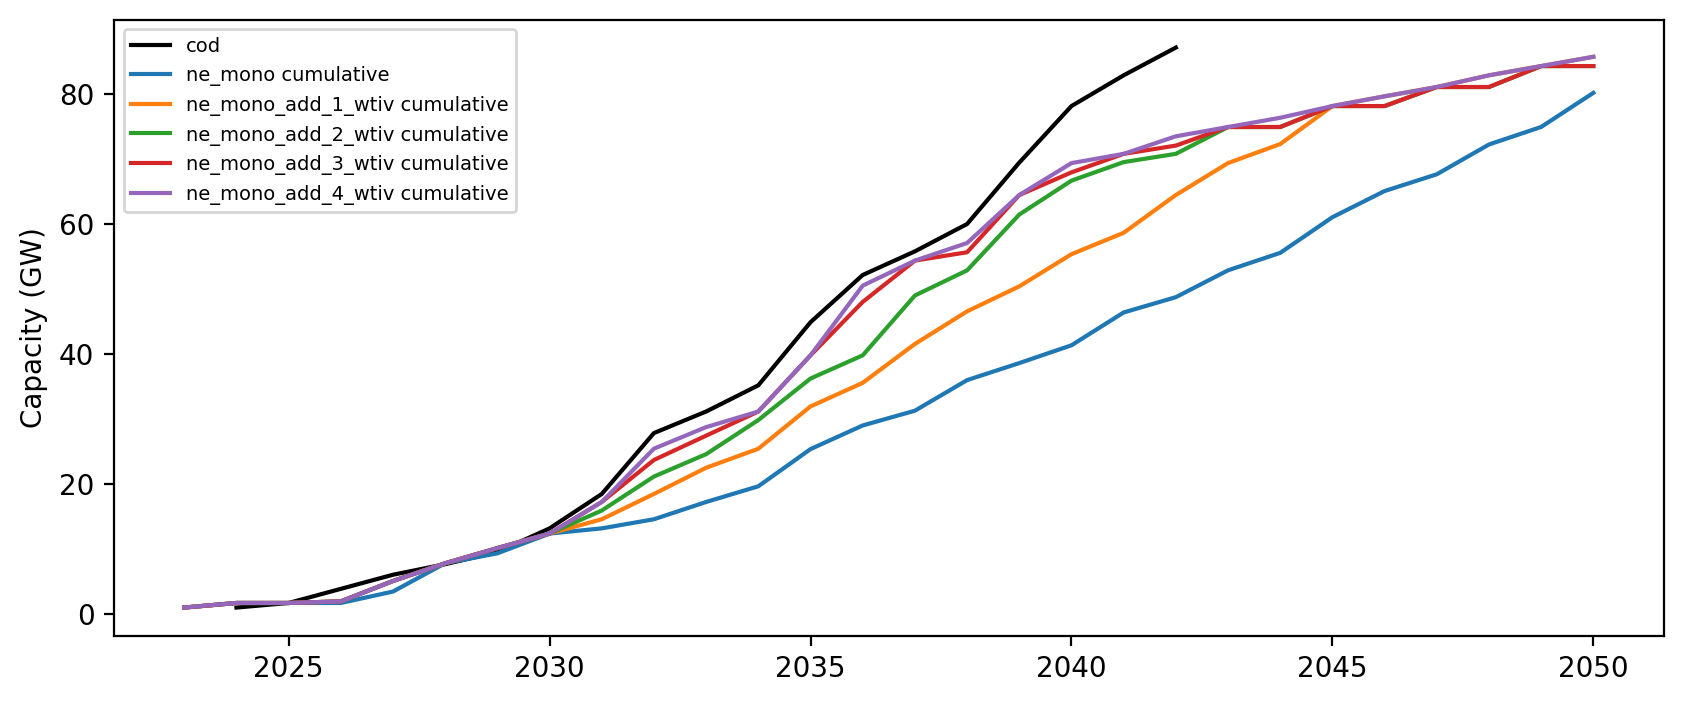 cod
ne_mono cumulative
ne_mono_add_1_wtiv cumulative
ne_mono_add_2_wtiv cumulative
ne_mono_add_3_wtiv cumulative
ne_mono_add_4_wtiv cumulative
Capacity (GW)
80
60
40
20
0
2025 2030 2035 2040 2045 2050